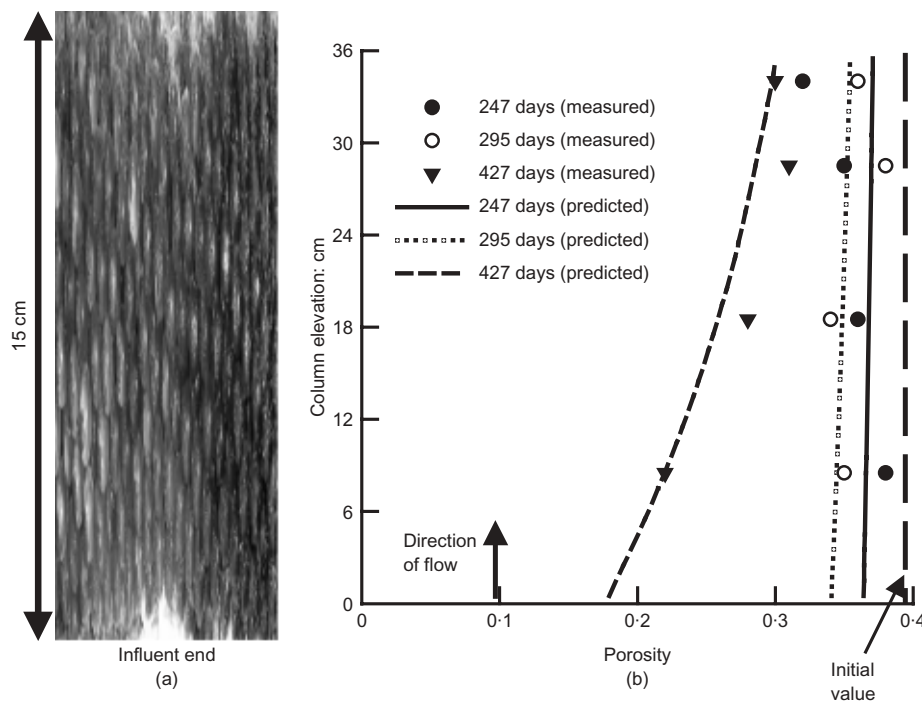 15 cm
Influent end
(a)
Column elevation: cm
36
30
24
18
12
6
0
247 days (measured)
295 days (measured)
427 days (measured)
247 days (predicted)
295 days (predicted)
427 days (predicted)
Direction
of flow
0
0·1
0·2
0·3
0·4
Porosity
(b)
Initial
value